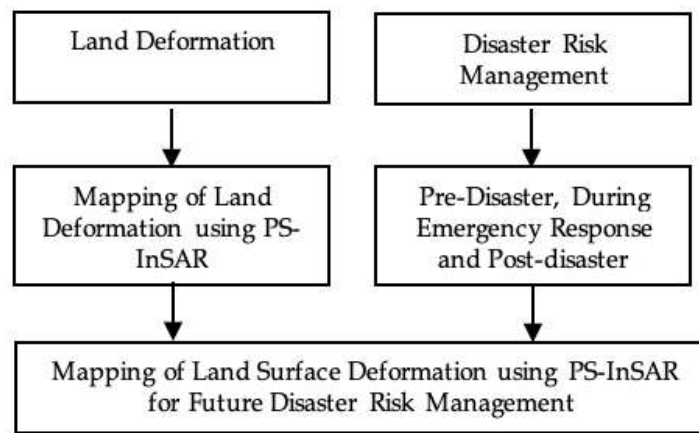 Land Deformation
Disaster Risk
Management
Mapping of Land
Deformation using PS-
InSAR
Pre-Disaster, During
Emergency Response
and Post-disaster
Mapping of Land Surface Deformation using PS-InSAR
for Future Disaster Risk Management